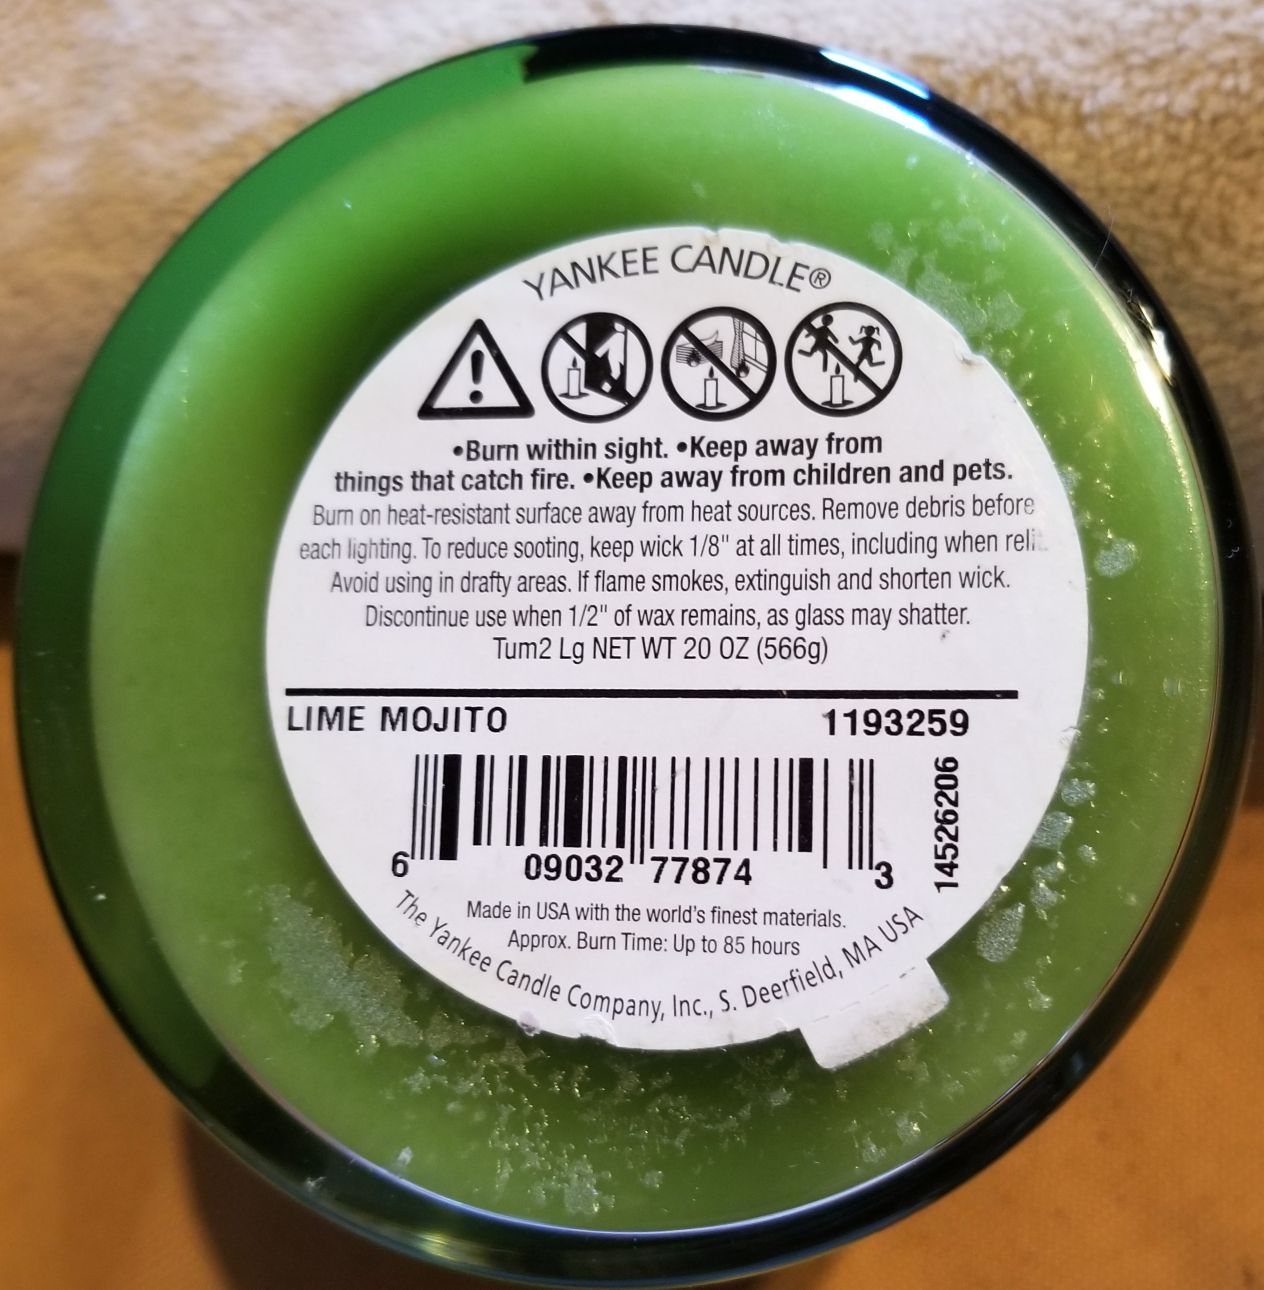 YANKEE CANDLE®
•Burn within sight. •Keep away from
things that catch fire. •Keep away from children and pets.
Burn on heat-resistant surface away from heat sources. Remove debris before
each lighting. To reduce sooting, keep wick 1/8" at all times, including when
Avoid using in drafty areas. If flame smokes, extinguish and shorten wick.
Discontinue use when 1/2" of wax remains, as glass may shatter.
Tum2 Lg NET WT 20 OZ (566g)
LIME MOJITO 1193259
14526206
6 09032 77874 3
Made in USA with the world's finest materials.
Approx. Burn Time: Up to 85 hours
The Yankee Candle Company, Inc., S. Deerfield, MA USA